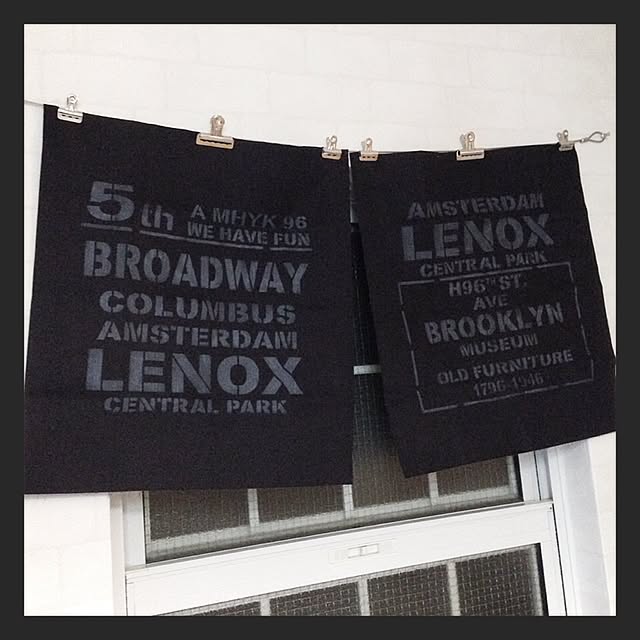 5th A MHYK 96
WE HAVE FUN
BROADWAY
COLUMBUS
AMSTERDAM
LENOX
CENTRAL PARK
AMSTERDAM
LENOX
CENTRAL PARK
H96TH ST.
AVE
BROOKLYN
MUSEUM
OLD FURNITURE
1796-1946